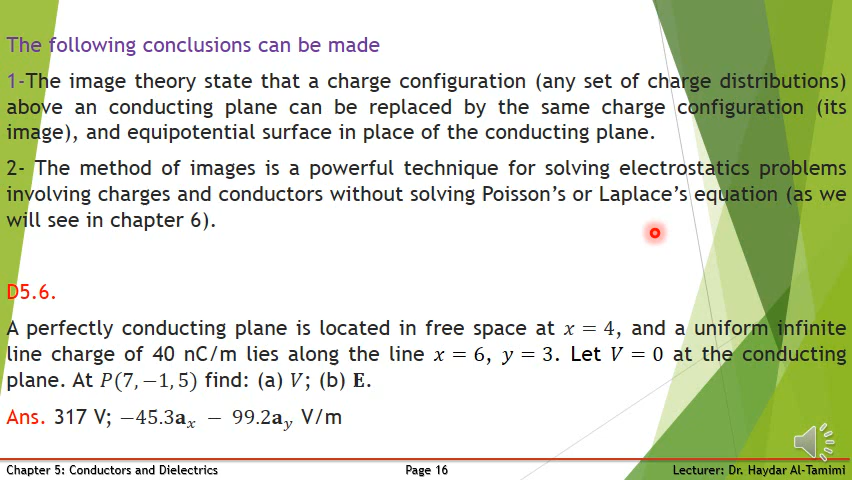 The following conclusions can be made
1-The image theory state that a charge configuration (any set of charge distributions)
above an conducting plane can be replaced by the same charge configuration (its
image), and equipotential surface in place of the conducting plane.
2- The method of images is a powerful technique for solving electrostatics problems
involving charges and conductors without solving Poisson’s or Laplace’s equation (as we
will see in chapter 6).
D5.6.
A perfectly conducting plane is located in free space at x = 4, and a uniform infinite
line charge of 40 nC/m lies along the line x = 6, y = 3. Let V = 0 at the conducting
plane. At P(7, −1, 5) find: (a) V; (b) E.
Ans. 317 V; −45.3aₓ − 99.2a_y V/m
Chapter 5: Conductors and Dielectrics Page 16 Lecturer: Dr. Haydar Al-Tamimi